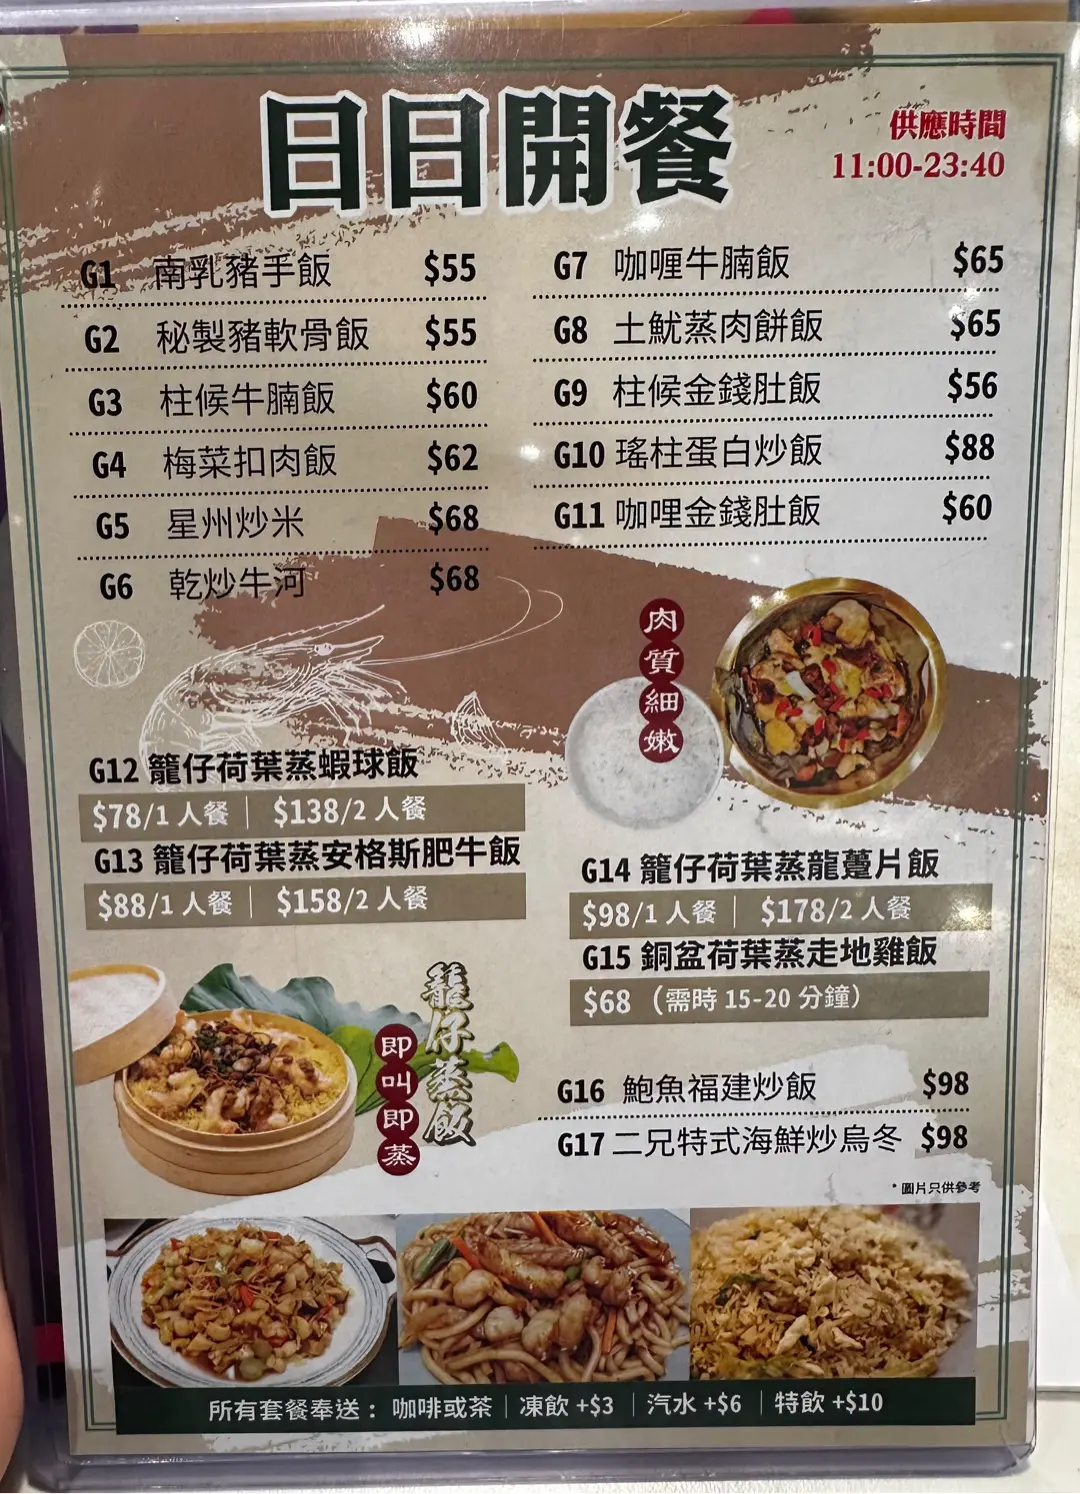 日日開餐
供應時間
11:00-23:40
G1 南乳豬手飯 $55
G2 秘製豬軟骨飯 $55
G3 柱候牛腩飯 $60
G4 梅菜扣肉飯 $62
G5 星州炒米 $68
G6 乾炒牛河 $68
G7 咖喱牛腩飯 $65
G8 土魷蒸肉餅飯 $65
G9 柱候金錢肚飯 $56
G10 瑤柱蛋白炒飯 $88
G11 咖哩金錢肚飯 $60
肉質細嫩
G12 籠仔荷葉蒸蝦球飯
$78/1 人餐 | $138/2 人餐
G13 籠仔荷葉蒸安格斯肥牛飯
$88/1 人餐 | $158/2 人餐
G14 籠仔荷葉蒸龍躉片飯
$98/1 人餐 | $178/2 人餐
G15 銅盆荷葉蒸走地雞飯
$68 (需時 15-20 分鐘)
籠仔蒸飯
即叫即蒸
G16 鮑魚福建炒飯 $98
G17 二兄特式海鮮炒烏冬 $98
*圖片只供參考
所有套餐奉送： 咖啡或茶 | 凍飲 +$3 | 汽水 +$6 | 特飲 +$10